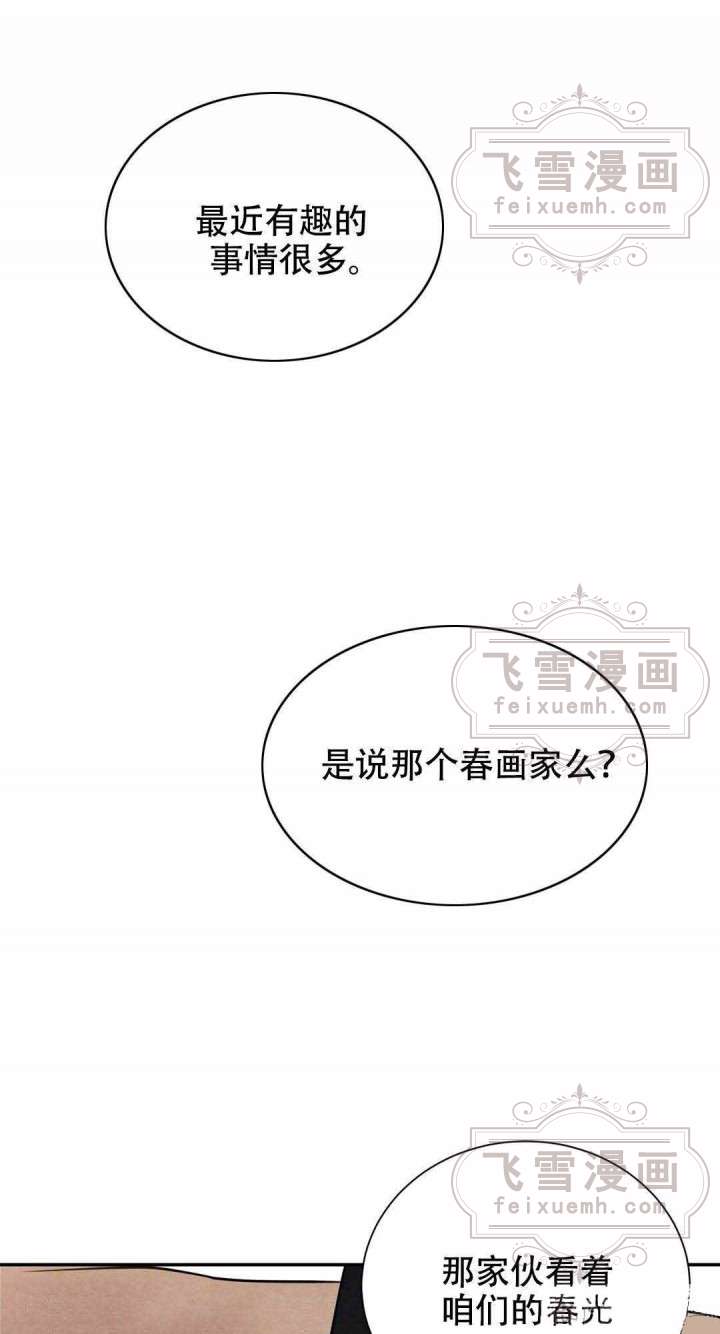 飞雪漫画
feixuemh.com
最近有趣的
事情很多。
飞雪漫画
feixuemh.com
是说那个春画家么?
飞雪漫画
feixuemh.com
那家伙看着
咱们的春光